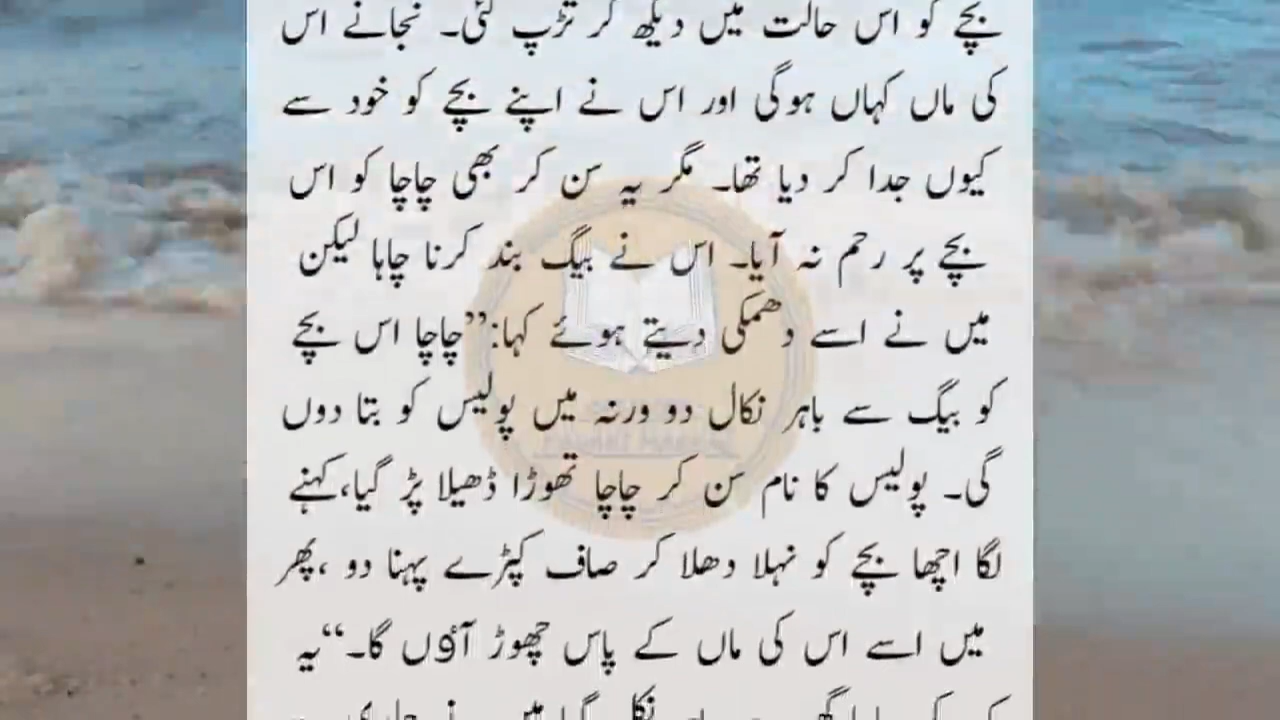 بچے کو اس حالت میں دیکھ کر تڑپ گئی۔ نجانے اس
کی ماں کہاں ہوگی اور اس نے اپنے بچے کو خود سے
کیوں جدا کر دیا تھا۔ مگر یہ سن کر بھی چاچا کو اس
بچے پر رحم نہ آیا۔ اس نے بیگ بند کرنا چاہا لیکن
میں نے اسے دھمکی دیتے ہوئے کہا:”چاچا اس بچے
کو بیگ سے باہر نکال دو ورنہ میں پولیس کو بتا دوں
گی۔ پولیس کا نام سن کر چاچا تھوڑا ڈھیلا پڑ گیا،کہنے
لگا اچھا بچے کو نہلا دھلا کر صاف کپڑے پہنا دو ،پھر
میں اسے اس کی ماں کے پاس چھوڑ آؤں گا۔“یہ